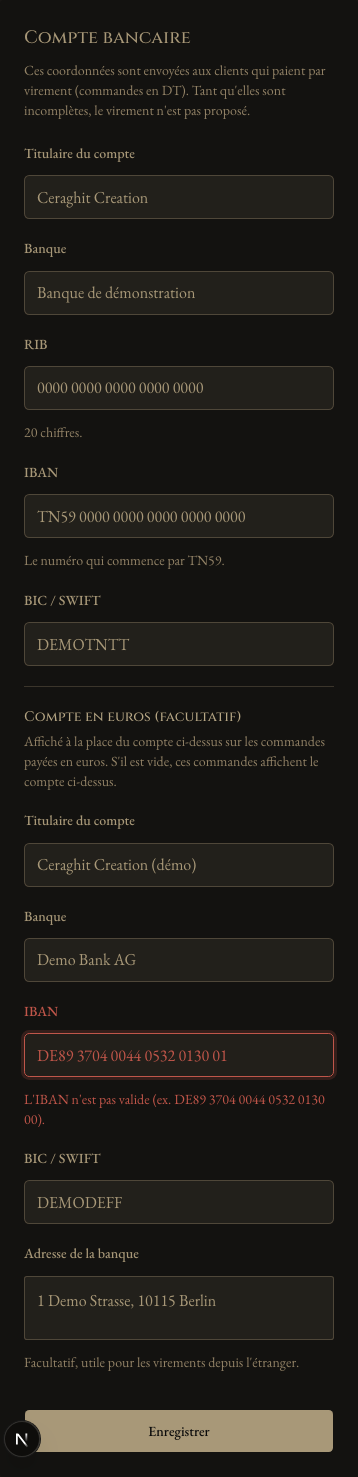 Compte bancaire
Ces coordonnées sont envoyées aux clients qui paient par
virement (commandes en DT). Tant qu'elles sont
incomplètes, le virement n'est pas proposé.
Titulaire du compte
Ceraghit Creation
Banque
Banque de démonstration
RIB
0000 0000 0000 0000 0000
20 chiffres.
IBAN
TN59 0000 0000 0000 0000 0000
Le numéro qui commence par TN59.
BIC / SWIFT
DEMOTNTT
Compte en euros (facultatif)
Affiché à la place du compte ci-dessus sur les commandes
payées en euros. S'il est vide, ces commandes affichent le
compte ci-dessus.
Titulaire du compte
Ceraghit Creation (démo)
Banque
Demo Bank AG
IBAN
DE89 3704 0044 0532 0130 01
L'IBAN n'est pas valide (ex. DE89 3704 0044 0532 0130
00).
BIC / SWIFT
DEMODEFF
Adresse de la banque
1 Demo Strasse, 10115 Berlin
Facultatif, utile pour les virements depuis l'étranger.
Enregistrer
N